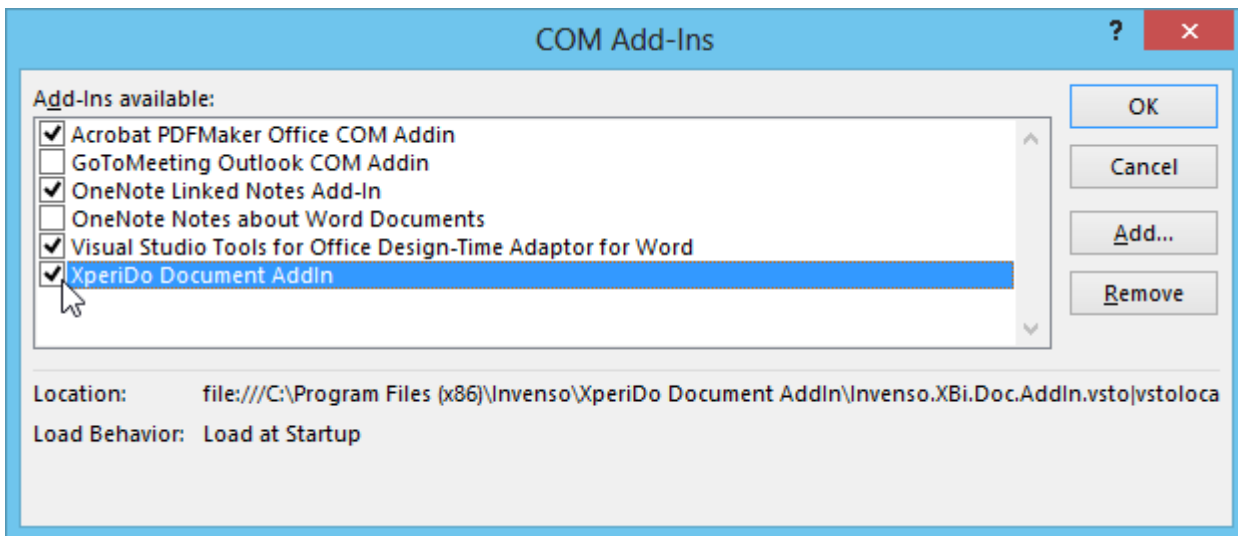 COM Add-Ins
?
Add-Ins available:
Acrobat PDFMaker Office COM Addin
GoToMeeting Outlook COM Addin
OneNote Linked Notes Add-In
OneNote Notes about Word Documents
Visual Studio Tools for Office Design-Time Adaptor for Word
XperiDo Document AddIn
OK
Cancel
Add...
Remove
Location: file:///C:\Program Files (x86)\Invenso\XperiDo Document AddIn\Invenso.XBi.Doc.AddIn.vsto|vstoloca
Load Behavior: Load at Startup